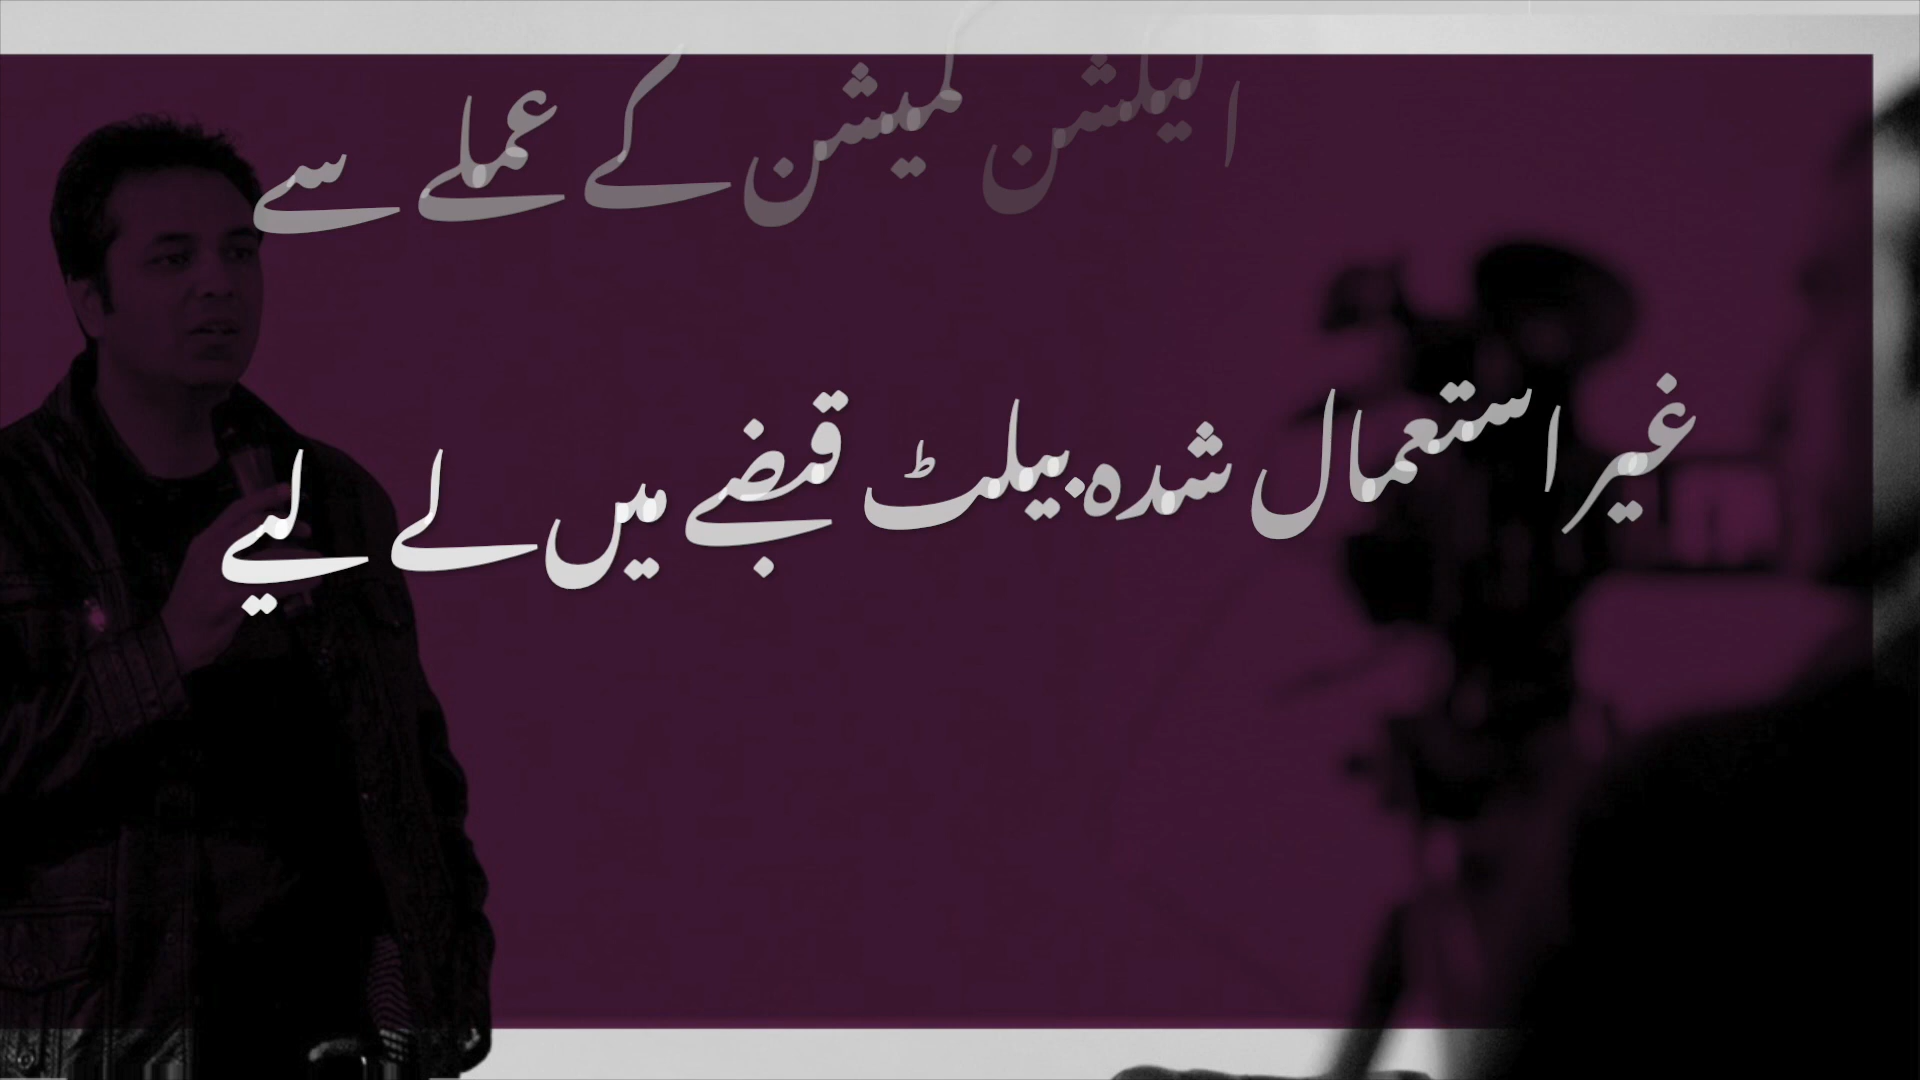 الیکشن کمیشن کے عملے سے
غیر استعمال شدہ بیلٹ قبضے میں لے لیے